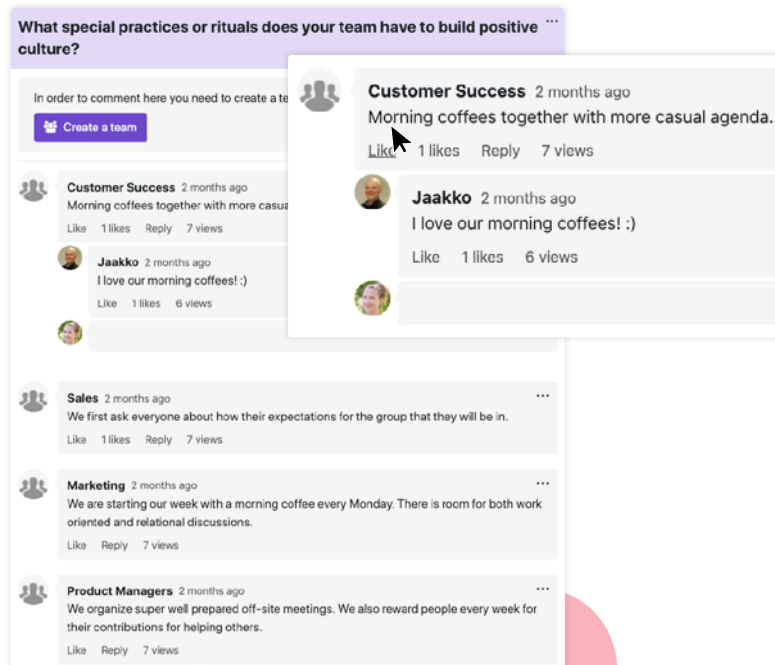 What special practices or rituals does your team have to build positive
culture?
...
In order to comment here you need to create a
Create a team
Customer Success 2 months ago
Morning coffees together with more
Like 1 likes Reply 7 views
Jaakko 2 months ago
I love our morning coffees! :)
Like 1 likes 6 views
Customer Success 2 months ago
Morning coffees together with more casual agenda.
Like 1 likes Reply 7 views
Jaakko 2 months ago
I love our morning coffees! :)
Like 1 likes 6 views
Sales 2 months ago
...
We first ask everyone about how their expectations for the group that they will be in.
Like 1 likes Reply 7 views
Marketing 2 months ago
...
We are starting our week with a morning coffee every Monday. There is room for both work
oriented and relational discussions.
Like Reply 7 views
Product Managers 2 months ago
...
We organize super well prepared off-site meetings. We also reward people every week for
their contributions for helping others.
Like Reply 7 views